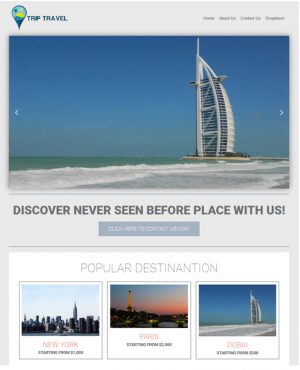 TRIP TRAVEL
Home About Us Contact Us Dropdown
DISCOVER NEVER SEEN BEFORE PLACE WITH US!
CLICK HERE TO CONTACT US NOW
POPULAR DESTINANTION
NEW YORK
STARTING FROM $1,000
PARIS
STARTING FROM $2,000
DUBAI
STARTING FROM $500